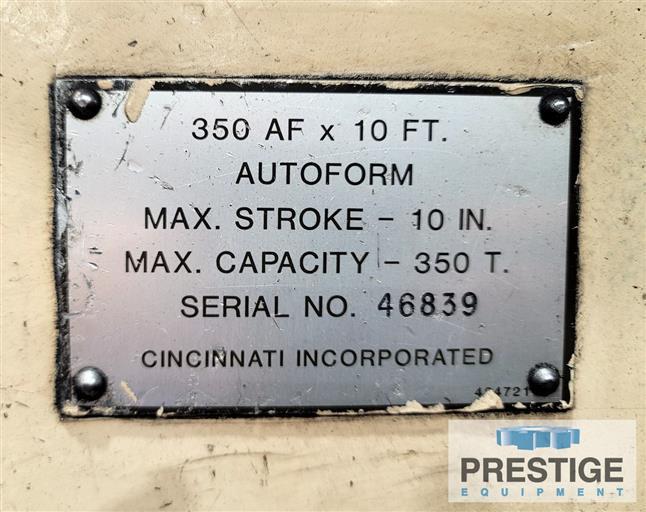 350 AF x 10 FT.
AUTOFORM
MAX. STROKE - 10 IN.
MAX. CAPACITY - 350 T.
SERIAL NO. 46839
CINCINNATI INCORPORATED
PRESTIGE
EQUIPMENT